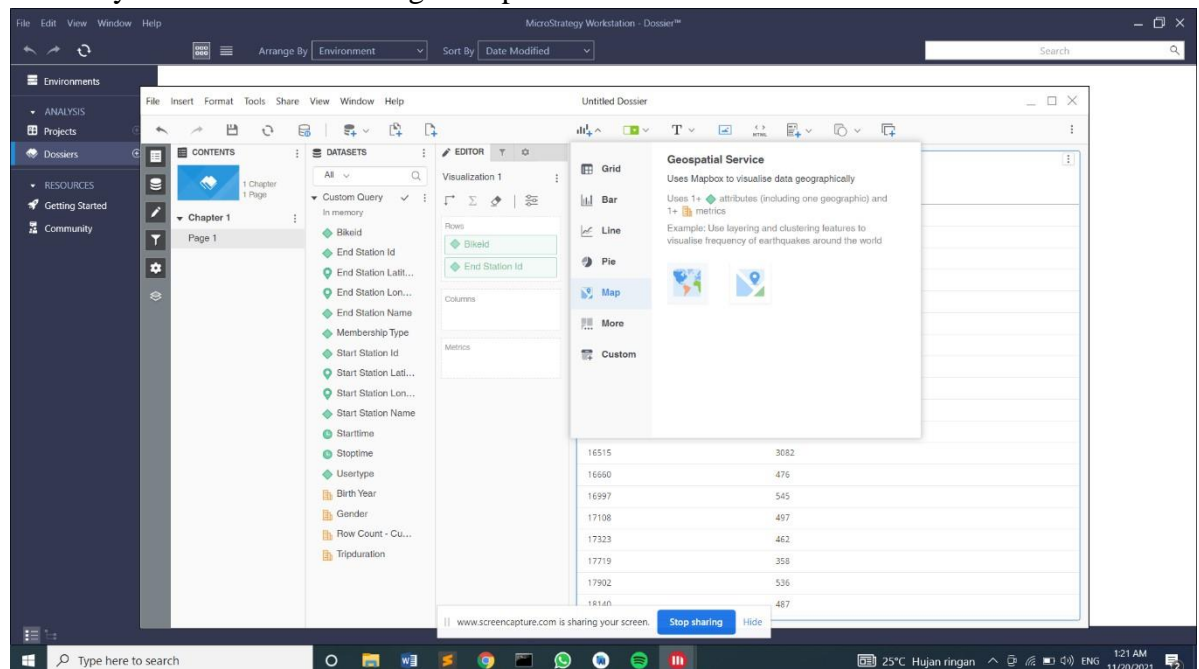 File Edit View Window Help
MicroStrategy Workstation - Dossier™
Arrange By Environment
Sort By Date Modified
Search
Environments
ANALYSIS
Projects
Dossiers
RESOURCES
Getting Started
Community
File Insert Format Tools Share View Window Help
Untitled Dossier
CONTENTS
1 Chapter
1 Page
Chapter 1
Page 1
DATASETS
All
Custom Query
In memory
Bikeid
End Station Id
End Station Latit...
End Station Lon...
End Station Name
Membership Type
Start Station Id
Start Station Lati...
Start Station Lon...
Start Station Name
Starttime
Stoptime
Usertype
Birth Year
Gender
Row Count - Cu...
Tripduration
EDITOR
Visualization 1
Rows
Bikeid
End Station Id
Columns
Metrics
Grid
Bar
Line
Pie
Map
More
Custom
Geospatial Service
Uses Mapbox to visualise data geographically
Uses 1+ attributes (including one geographic) and
1+ metrics
Example: Use layering and clustering features to
visualise frequency of earthquakes around the world
16515 3082
16660 476
16997 545
17108 497
17323 462
17719 358
17902 536
18140 487
www.screencapture.com is sharing your screen. Stop sharing Hide
Type here to search
25°C Hujan ringan
ENG
1:21 AM
11/20/2021